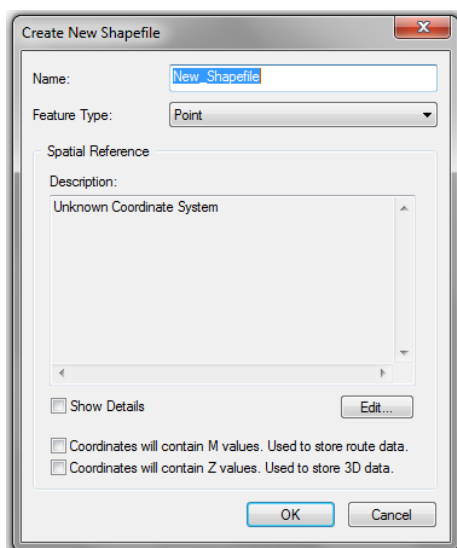 Create New Shapefile
Name:
New_Shapefile
Feature Type:
Point
Spatial Reference
Description:
Unknown Coordinate System
Show Details
Edit...
Coordinates will contain M values. Used to store route data.
Coordinates will contain Z values. Used to store 3D data.
OK
Cancel